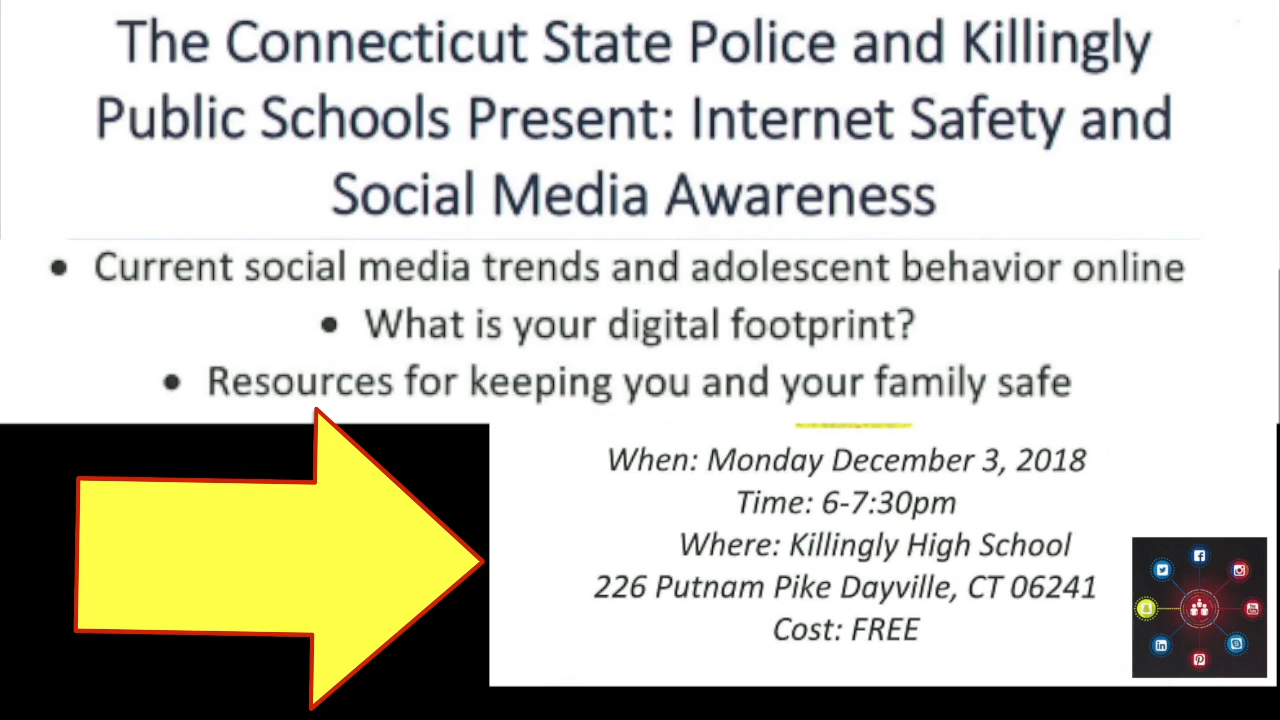 The Connecticut State Police and Killingly
Public Schools Present: Internet Safety and
Social Media Awareness
• Current social media trends and adolescent behavior online
• What is your digital footprint?
• Resources for keeping you and your family safe
When: Monday December 3, 2018
Time: 6-7:30pm
Where: Killingly High School
226 Putnam Pike Dayville, CT 06241
Cost: FREE